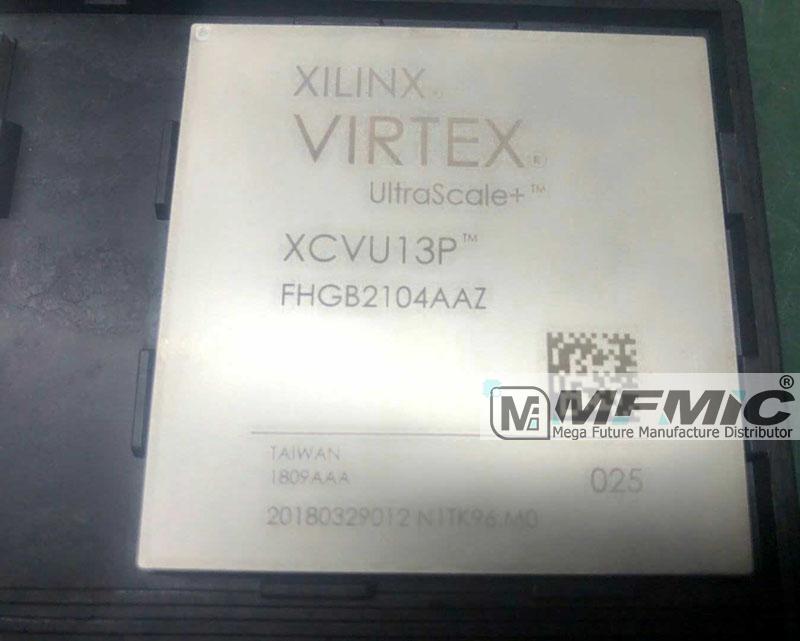 XILINX®
VIRTEX®
UltraScale+™
XCVU13P™
FHGB2104AAZ
MFMIC®
Mega Future Manufacture Distributor
TAIWAN
1809AAA
025
20180329012 N1TK96.M0